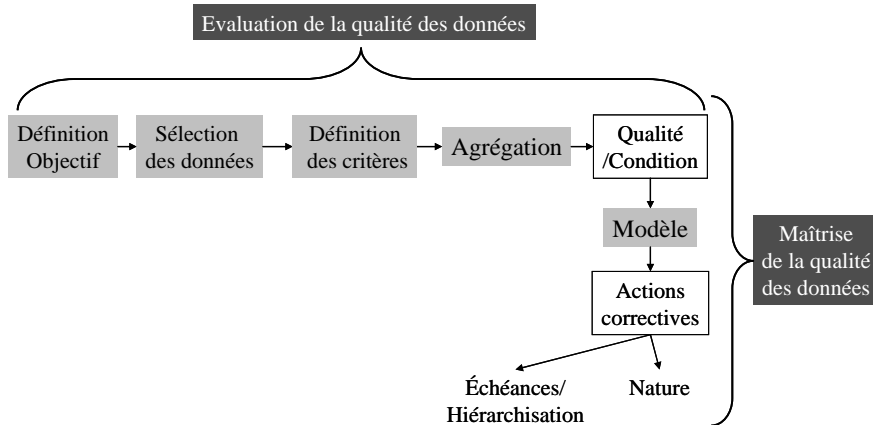 Evaluation de la qualité des données
Définition
Objectif
Sélection
des données
Définition
des critères
Agrégation
Qualité
/Condition
Modèle
Maîtrise
de la qualité
des données
Actions
correctives
Échéances/
Hiérarchisation
Nature